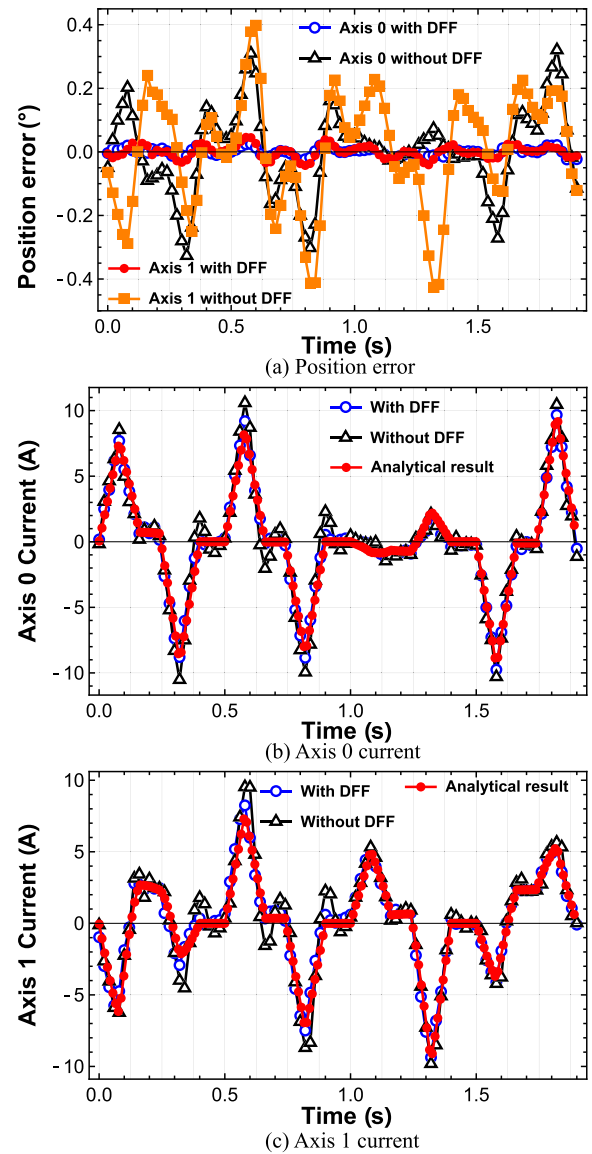 Axis 0 with DFF
Axis 0 without DFF
Axis 1 with DFF
Axis 1 without DFF
Position error (°)
0.4
0.2
0.0
-0.2
-0.4
0.0 0.5 1.0 1.5
Time (s)
(a) Position error
With DFF
Without DFF
Analytical result
Axis 0 Current (A)
10
5
0
-5
-10
0.0 0.5 1.0 1.5
Time (s)
(b) Axis 0 current
With DFF
Without DFF
Analytical result
Axis 1 Current (A)
10
5
0
-5
-10
0.0 0.5 1.0 1.5
Time (s)
(c) Axis 1 current